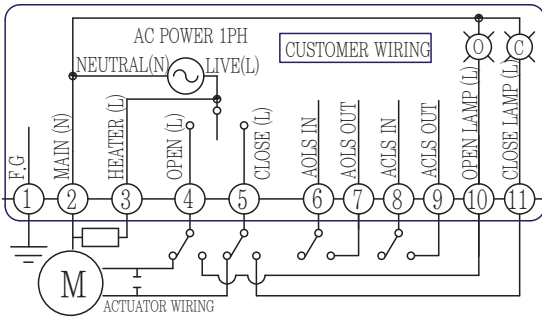 AC POWER 1PH
CUSTOMER WIRING
O
C
NEUTRAL(N)
LIVE(L)
F.G
MAIN (N)
HEATER (L)
OPEN (L)
CLOSE (L)
AOLS IN
AOLS OUT
ACLS IN
ACLS OUT
OPEN LAMP (L)
CLOSE LAMP (L)
1 2 3 4 5 6 7 8 9 10 11
M
ACTUATOR WIRING